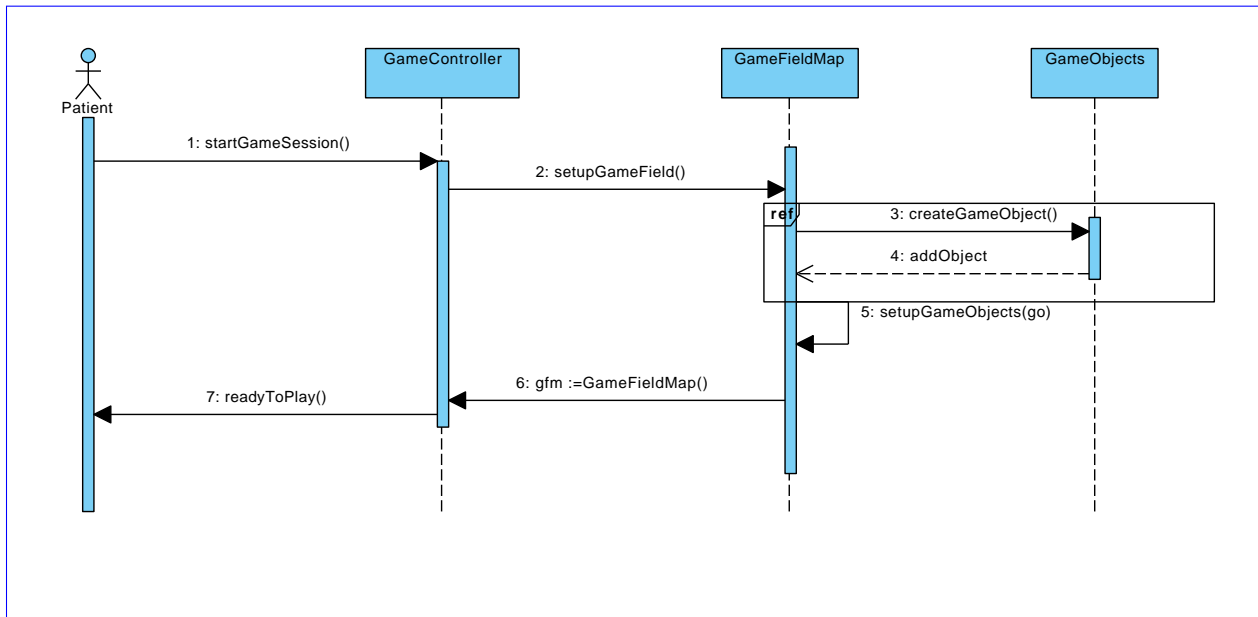 GameController
GameFieldMap
GameObjects
Patient
1: startGameSession()
2: setupGameField()
ref
3: createGameObject()
4: addObject
5: setupGameObjects(go)
6: gfm :=GameFieldMap()
7: readyToPlay()